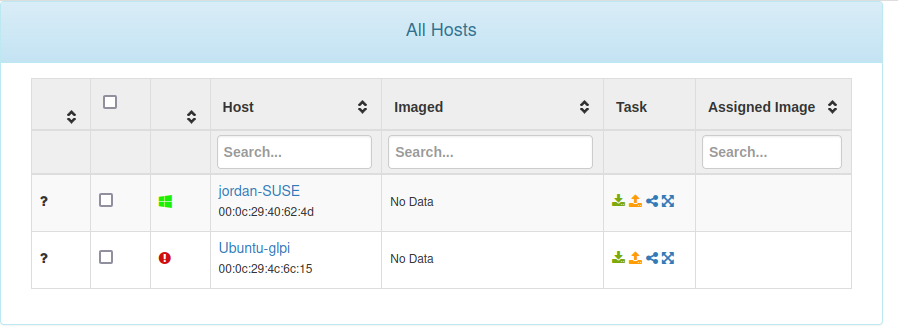 All Hosts
Host Imaged Task Assigned Image
Search... Search... Search...
? jordan-SUSE No Data
00:0c:29:40:62:4d
? Ubuntu-glpi No Data
00:0c:29:4c:6c:15